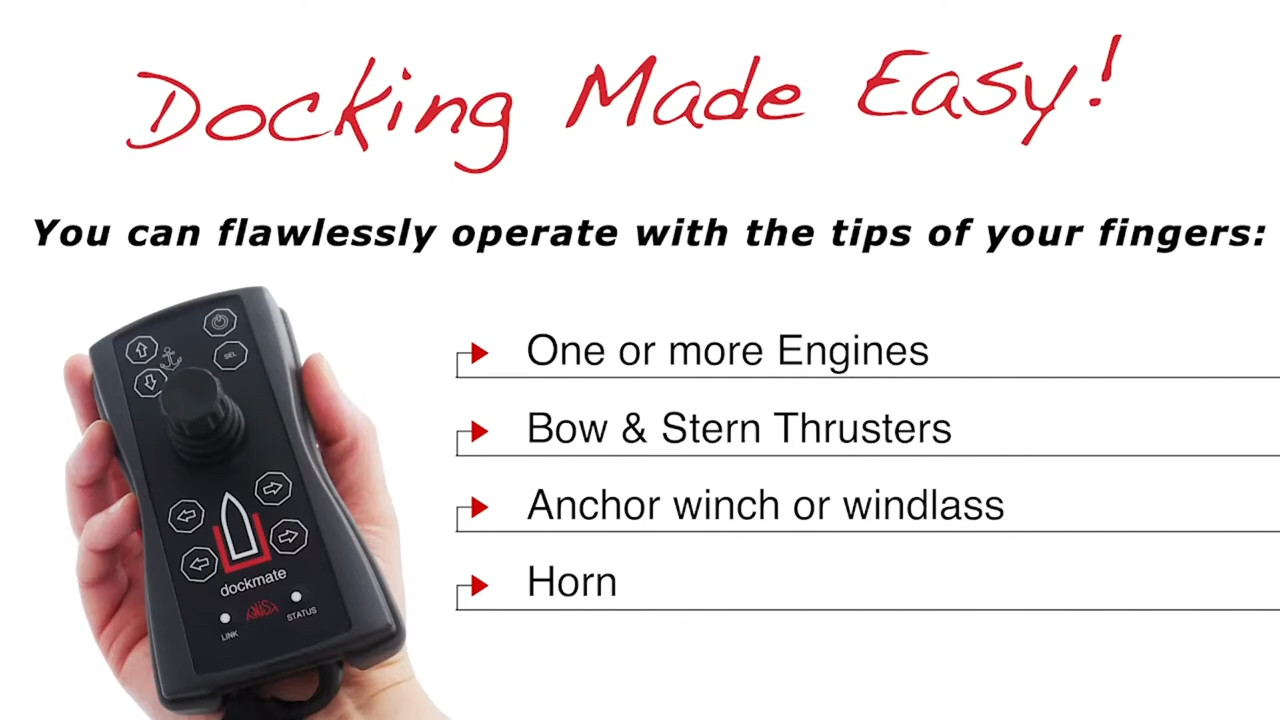 Docking Made Easy!
You can flawlessly operate with the tips of your fingers:
One or more Engines
Bow & Stern Thrusters
Anchor winch or windlass
Horn
SEL
dockmate
LINK
STATUS